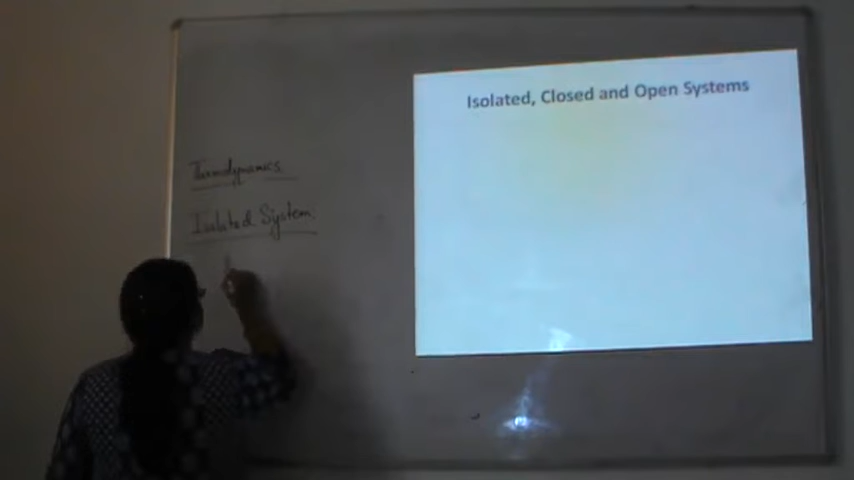 Thermodynamics.
Isolated System.
Isolated, Closed and Open Systems